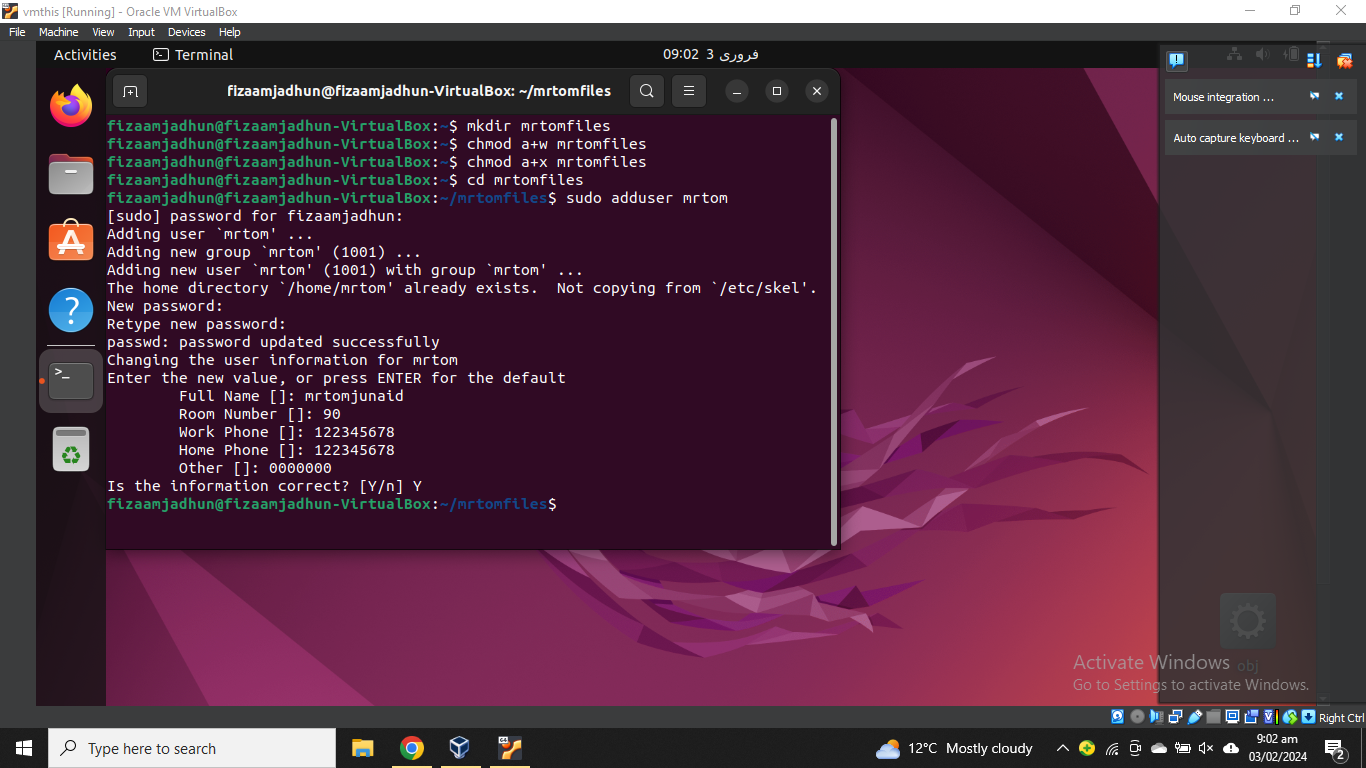 vmthis [Running] - Oracle VM VirtualBox
File Machine View Input Devices Help
Activities
Terminal
فروری 3 09:02
fizaamjadhun@fizaamjadhun-VirtualBox: ~/mrtomfiles
fizaamjadhun@fizaamjadhun-VirtualBox:~$ mkdir mrtomfiles
fizaamjadhun@fizaamjadhun-VirtualBox:~$ chmod a+w mrtomfiles
fizaamjadhun@fizaamjadhun-VirtualBox:~$ chmod a+x mrtomfiles
fizaamjadhun@fizaamjadhun-VirtualBox:~$ cd mrtomfiles
fizaamjadhun@fizaamjadhun-VirtualBox:~/mrtomfiles$ sudo adduser mrtom
[sudo] password for fizaamjadhun:
Adding user `mrtom' ...
Adding new group `mrtom' (1001) ...
Adding new user `mrtom' (1001) with group `mrtom' ...
The home directory `/home/mrtom' already exists.  Not copying from `/etc/skel'.
New password:
Retype new password:
passwd: password updated successfully
Changing the user information for mrtom
Enter the new value, or press ENTER for the default
Full Name []: mrtomjunaid
Room Number []: 90
Work Phone []: 122345678
Home Phone []: 122345678
Other []: 0000000
Is the information correct? [Y/n] Y
fizaamjadhun@fizaamjadhun-VirtualBox:~/mrtomfiles$
Mouse integration ...
Auto capture keyboard ...
obj
Activate Windows
Go to Settings to activate Windows.
Right Ctrl
Type here to search
64
12°C Mostly cloudy
9:02 am
03/02/2024
2